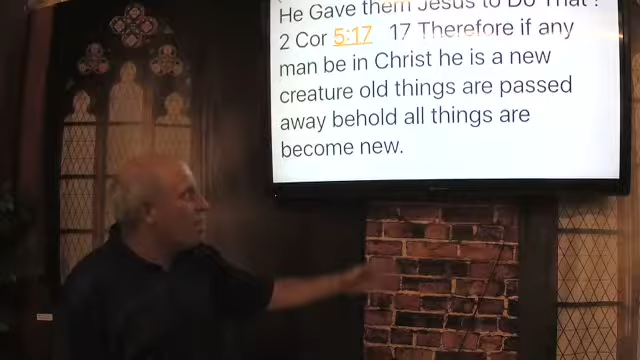 He Gave them Jesus to Do That !
2 Cor 5:17 17 Therefore if any
man be in Christ he is a new
creature old things are passed
away behold all things are
become new.